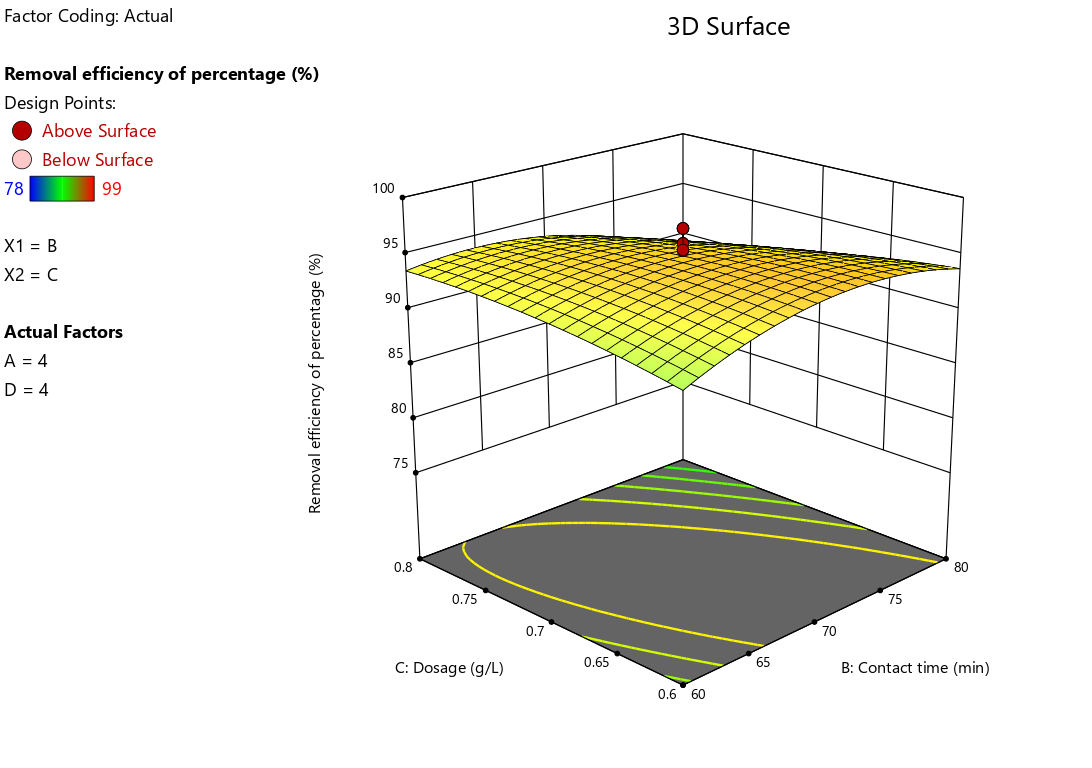 Factor Coding: Actual
3D Surface
Removal efficiency of percentage (%)
Design Points:
Above Surface
Below Surface
78 99
X1 = B
X2 = C
Actual Factors
A = 4
D = 4
Removal efficiency of percentage (%)
100
95
90
85
80
75
0.8
0.75
0.7
0.65
0.6
60
65
70
75
80
C: Dosage (g/L)
B: Contact time (min)